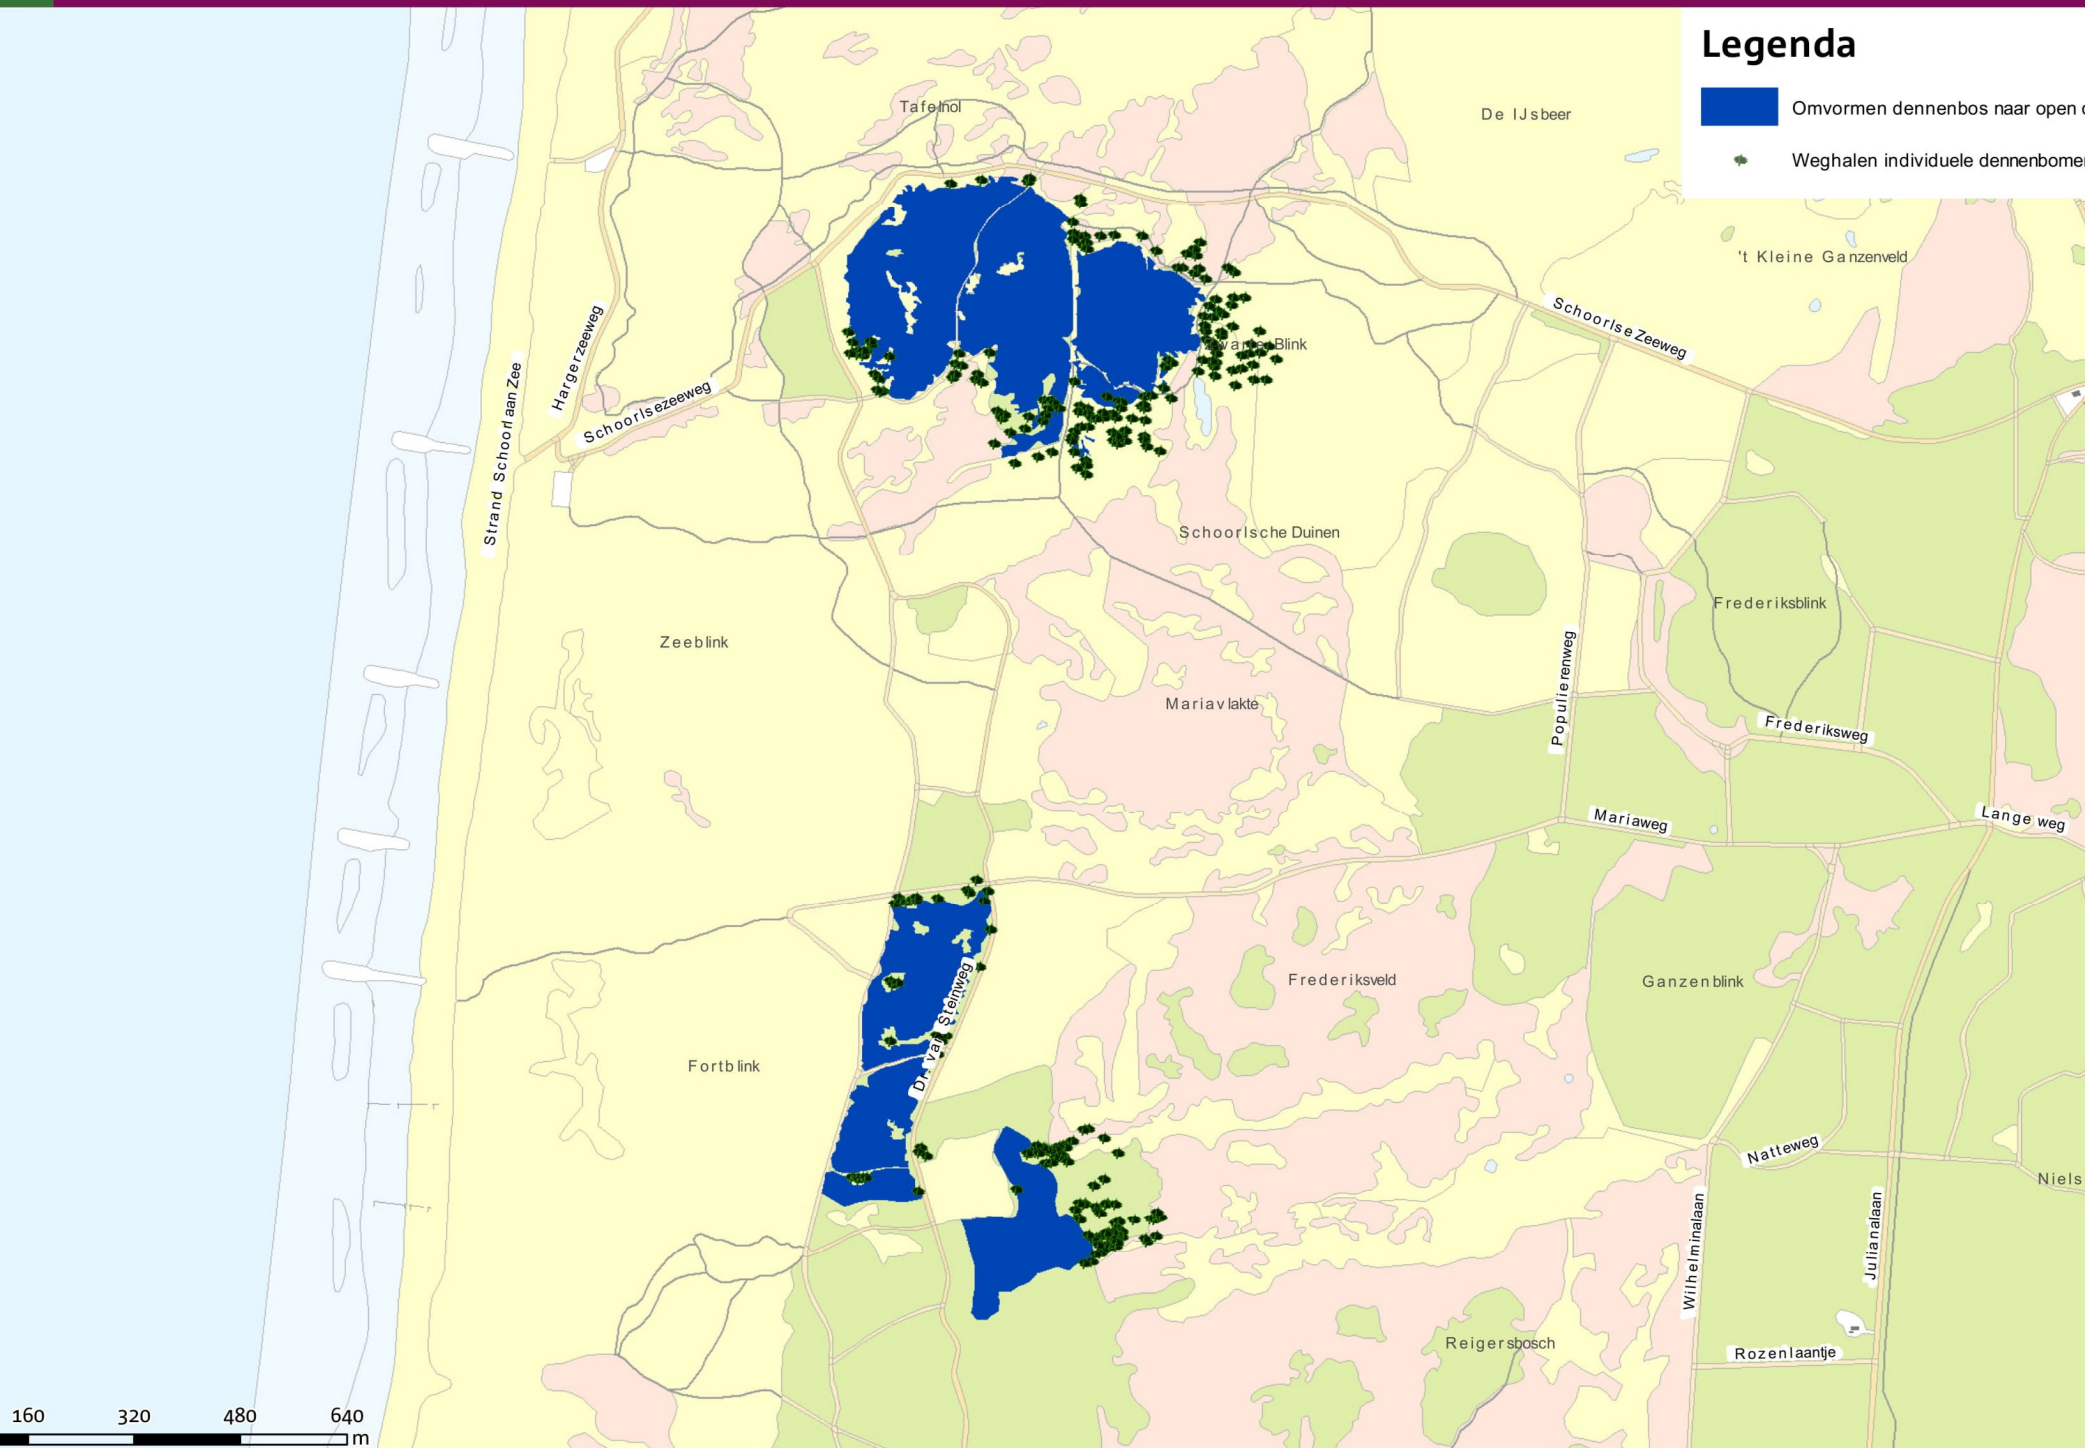 Legenda
Omvormen dennenbos naar open
Weghalen individuele dennenbome
Tafelhol
De IJsbeer
't Kleine Ganzenveld
Schoorlse Zeeweg
Hargerzeeweg
Blink
Strand Schoorl aan Zee
Schoorlsezeeweg
Schoorlsche Duinen
Frederiksblink
Zeeblink
Populierenweg
Mariavlakte
Frederiksweg
Mariaweg
Lange weg
Frederiksveld
Ganzenblink
Dr. van Steinweg
Fortblink
Natteweg
Niels
Wilhelminalaan
Julianalaan
Reigersbosch
Rozenlaantje
160 320 480 640
m